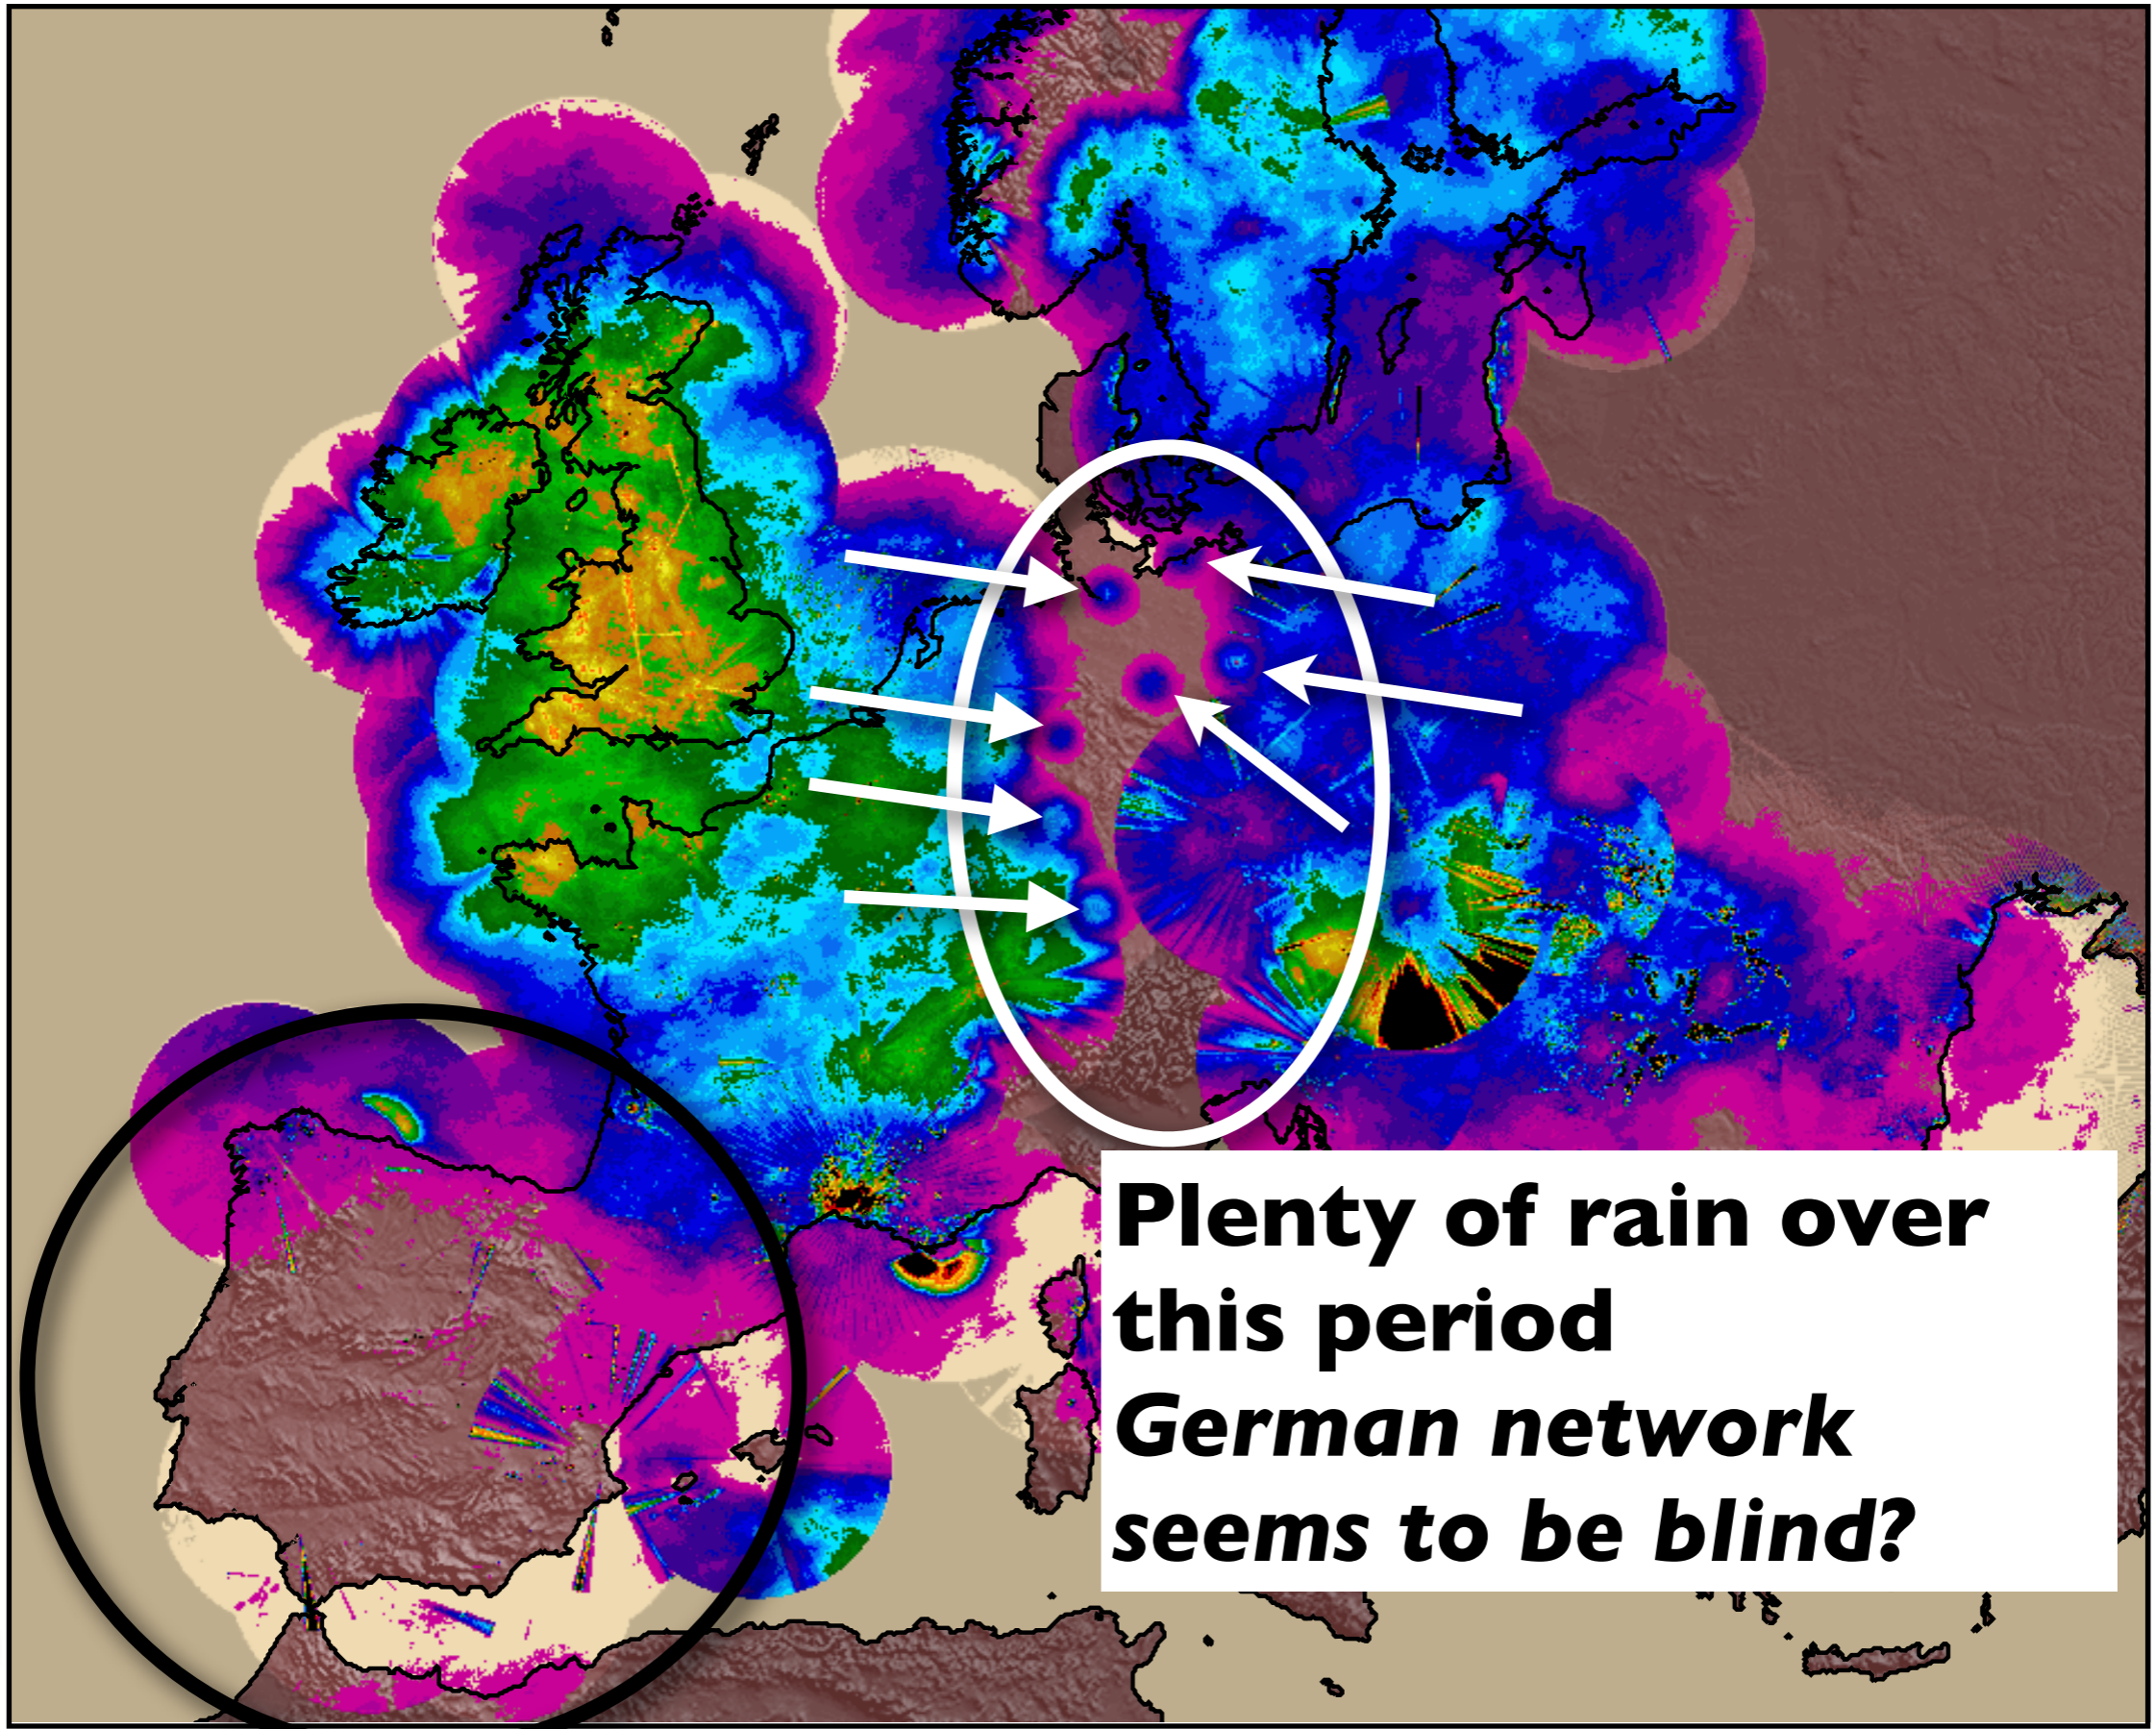 Plenty of rain over
this period
German network
seems to be blind?